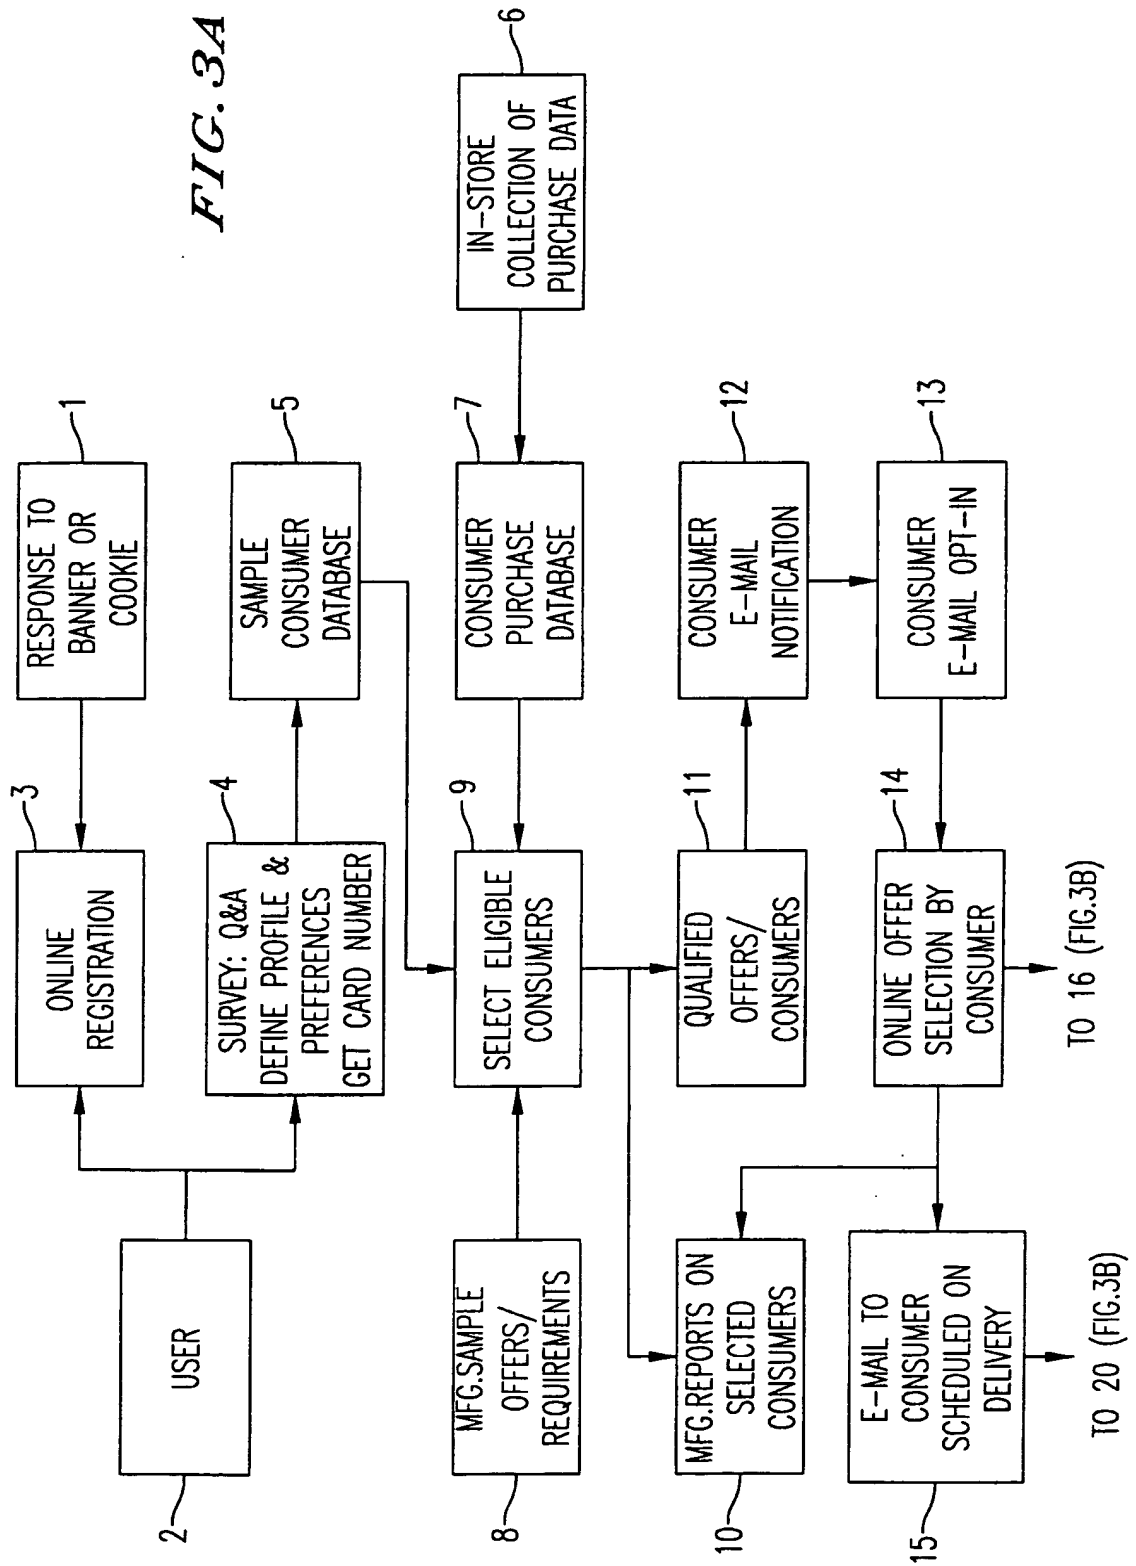 FIG. 3A
1
RESPONSE TO
BANNER OR
COOKIE
3
ONLINE
REGISTRATION
2
USER
4
SURVEY: Q&A
DEFINE PROFILE &
PREFERENCES
GET CARD NUMBER
5
SAMPLE
CONSUMER
DATABASE
6
IN-STORE
COLLECTION OF
PURCHASE DATA
7
CONSUMER
PURCHASE
DATABASE
9
SELECT ELIGIBLE
CONSUMERS
8
MFG.SAMPLE
OFFERS/
REQUIREMENTS
10
MFG.REPORTS ON
SELECTED
CONSUMERS
11
QUALIFIED
OFFERS/
CONSUMERS
12
CONSUMER
E-MAIL
NOTIFICATION
13
CONSUMER
E-MAIL OPT-IN
14
ONLINE OFFER
SELECTION BY
CONSUMER
TO 16 (FIG.3B)
15
E-MAIL TO
CONSUMER
SCHEDULED ON
DELIVERY
TO 20 (FIG.3B)